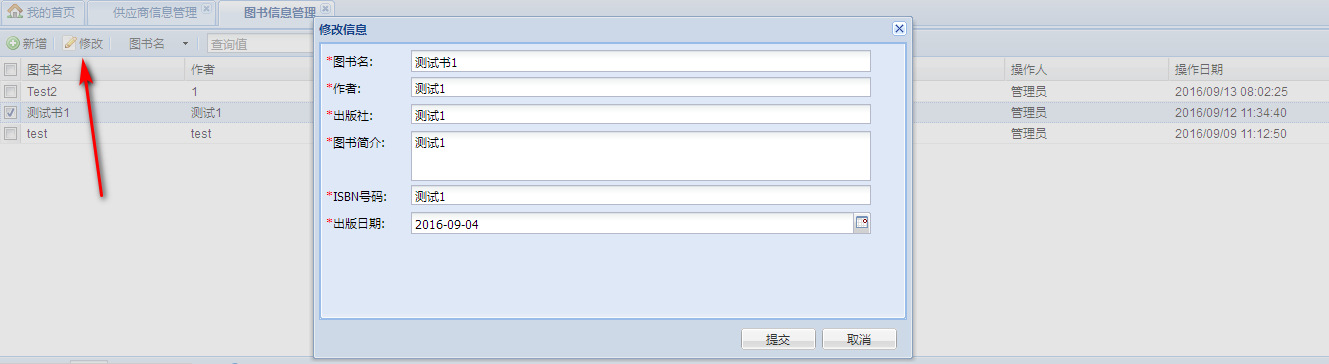 我的首页 供应商信息管理 图书信息管理
新增 修改 图书名 查询值
图书名 作者 操作人 操作日期
Test2 1 管理员 2016/09/13 08:02:25
测试书1 测试1 管理员 2016/09/12 11:34:40
test test 管理员 2016/09/09 11:12:50
修改信息
*图书名: 测试书1
*作者: 测试1
*出版社: 测试1
*图书简介: 测试1
*ISBN号码: 测试1
*出版日期: 2016-09-04
提交 取消